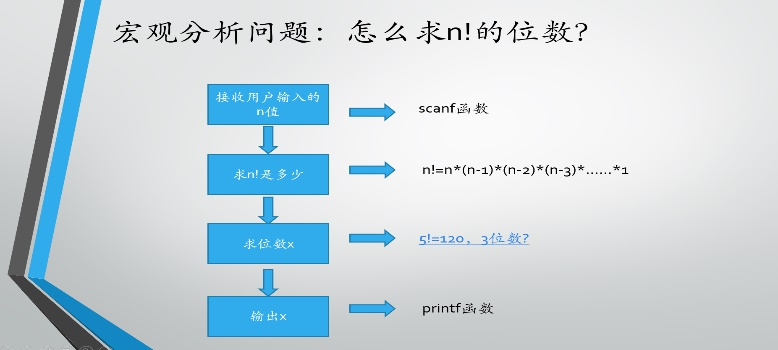 宏观分析问题：怎么求n!的位数?
接收用户输入的
n值
scanf函数
求n!是多少
n!=n*(n-1)*(n-2)*(n-3)*……*1
求位数x
5!=120，3位数?
输出x
printf函数